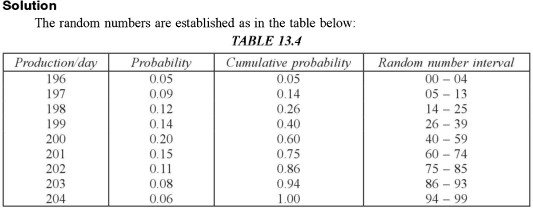 Solution
The random numbers are established as in the table below:
TABLE 13.4
Production/day Probability Cumulative probability Random number interval
196 0.05 0.05 00 – 04
197 0.09 0.14 05 – 13
198 0.12 0.26 14 – 25
199 0.14 0.40 26 – 39
200 0.20 0.60 40 – 59
201 0.15 0.75 60 – 74
202 0.11 0.86 75 – 85
203 0.08 0.94 86 – 93
204 0.06 1.00 94 – 99